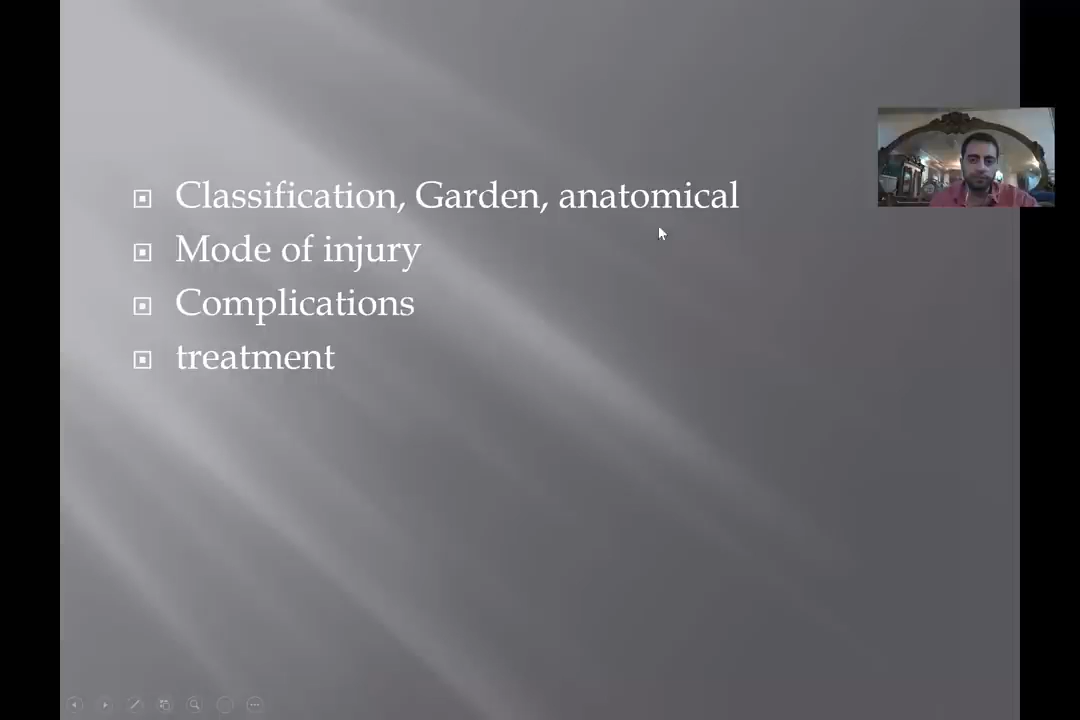 Classification, Garden, anatomical
Mode of injury
Complications
treatment